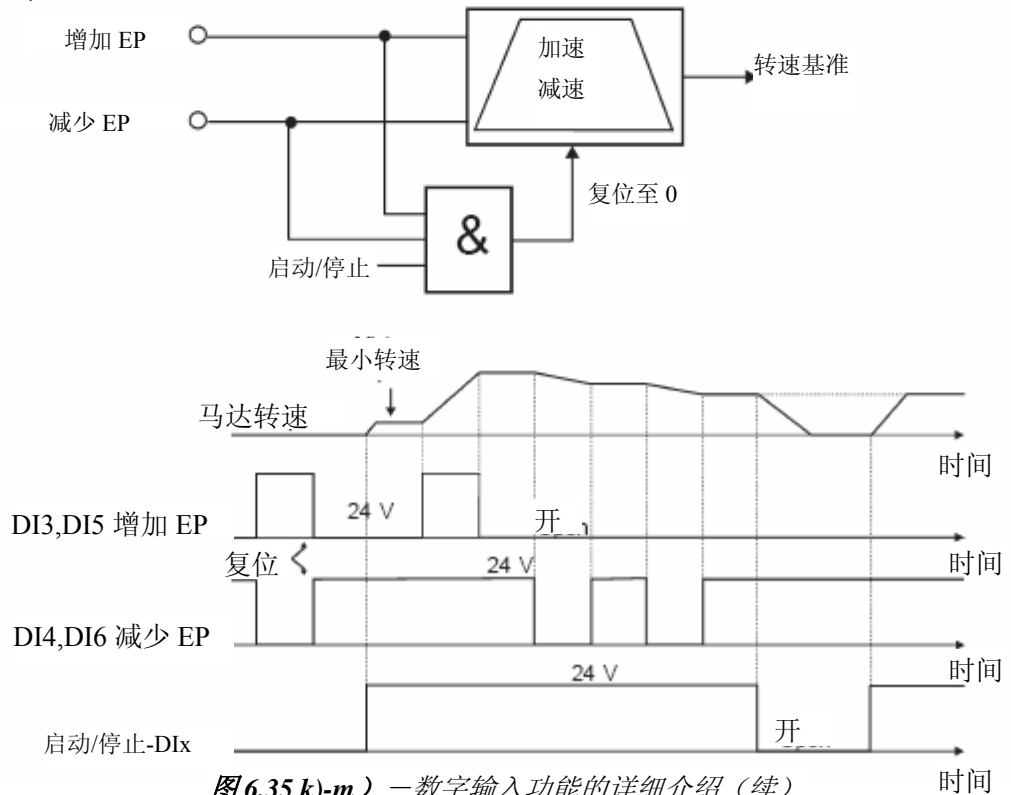 增加 EP
加速
减速
转速基准
减少 EP
复位至 0
&
启动/停止
最小转速
马达转速
时间
24 V
DI3,DI5 增加 EP
开
时间
复位
24 V
DI4,DI6 减少 EP
时间
24 V
启动/停止-DIx
开
时间
图 6.35 k)-m）－数字输入功能的详细介绍（续）